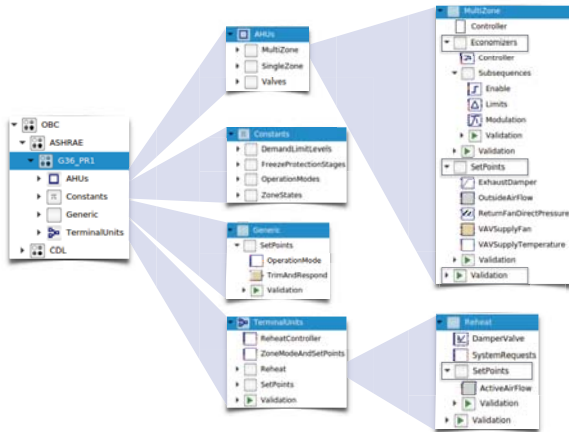 OBC
ASHRAE
G36_PR1
AHUs
Constants
Generic
TerminalUnits
CDL
AHUs
MultiZone
SingleZone
Valves
Constants
DemandLimitLevels
FreezeProtectionStages
OperationModes
ZoneStates
Generic
SetPoints
OperationMode
TrimAndRespond
Validation
TerminalUnits
ReheatController
ZoneModeAndSetPoints
Reheat
SetPoints
Validation
MultiZone
Controller
Economizers
Controller
Subsequences
Enable
Limits
Modulation
Validation
Validation
SetPoints
ExhaustDamper
OutsideAirFlow
ReturnFanDirectPressure
VAVSupplyFan
VAVSupplyTemperature
Validation
Validation
Reheat
DamperValve
SystemRequests
SetPoints
ActiveAirFlow
Validation
Validation